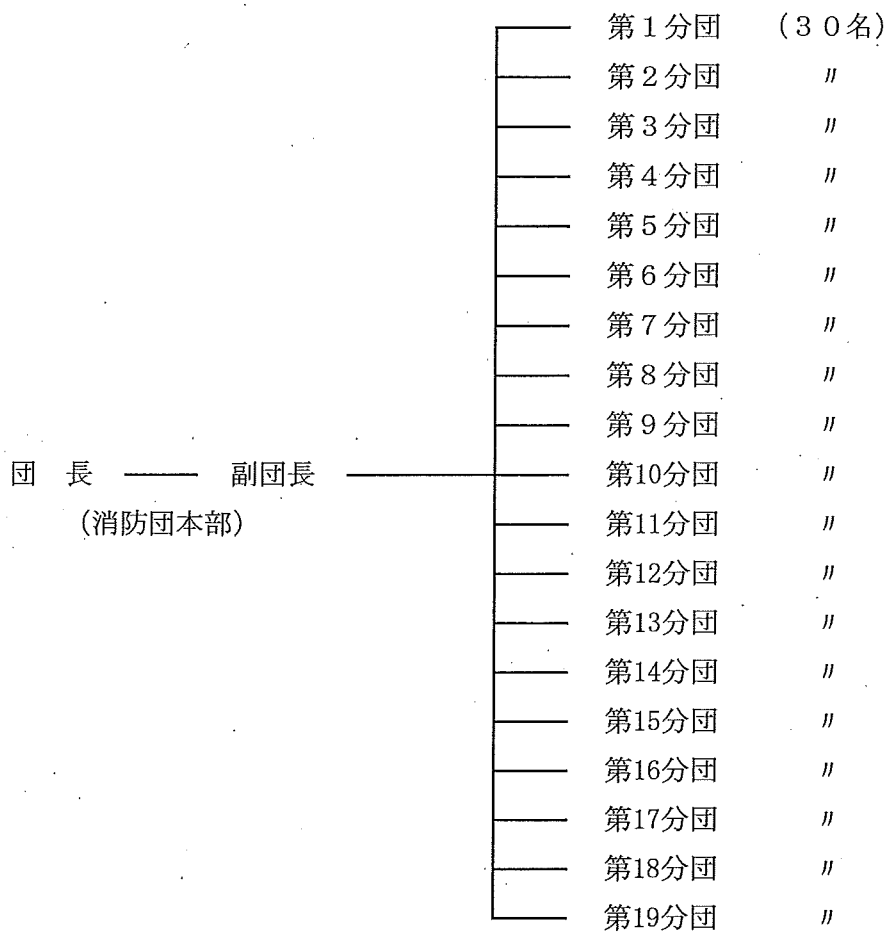 第1分団 (30名)
第2分団 〃
第3分団 〃
第4分団 〃
第5分団 〃
第6分団 〃
第7分団 〃
第8分団 〃
第9分団 〃
団 長 副団長 第10分団 〃
(消防団本部) 第11分団 〃
第12分団 〃
第13分団 〃
第14分団 〃
第15分団 〃
第16分団 〃
第17分団 〃
第18分団 〃
第19分団 〃